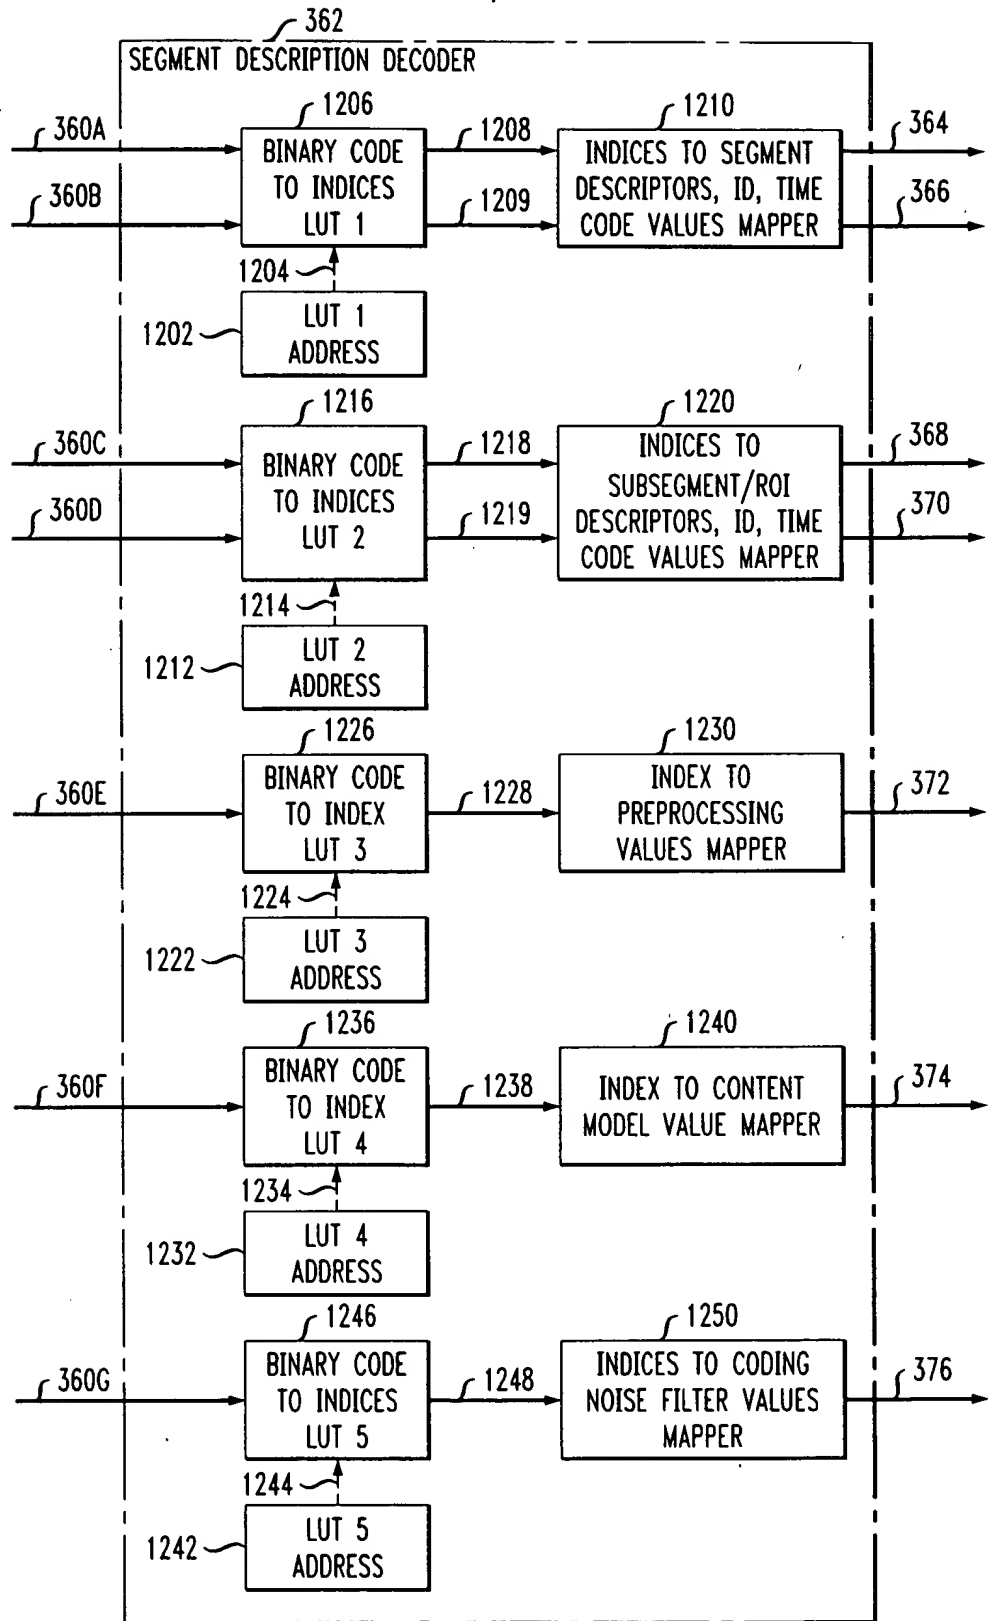 362
SEGMENT DESCRIPTION DECODER
1206
1210
360A
1208
364
BINARY CODE
TO INDICES
LUT 1
INDICES TO SEGMENT
DESCRIPTORS, ID, TIME
CODE VALUES MAPPER
360B
1209
366
1204
1202
LUT 1
ADDRESS
1216
1220
360C
1218
368
BINARY CODE
TO INDICES
LUT 2
INDICES TO
SUBSEGMENT/ROI
DESCRIPTORS, ID, TIME
CODE VALUES MAPPER
360D
1219
370
1214
1212
LUT 2
ADDRESS
1226
1230
360E
BINARY CODE
TO INDEX
LUT 3
1228
INDEX TO
PREPROCESSING
VALUES MAPPER
372
1224
1222
LUT 3
ADDRESS
1236
1240
360F
BINARY CODE
TO INDEX
LUT 4
1238
INDEX TO CONTENT
MODEL VALUE MAPPER
374
1234
1232
LUT 4
ADDRESS
1246
1250
360G
BINARY CODE
TO INDICES
LUT 5
1248
INDICES TO CODING
NOISE FILTER VALUES
MAPPER
376
1244
1242
LUT 5
ADDRESS